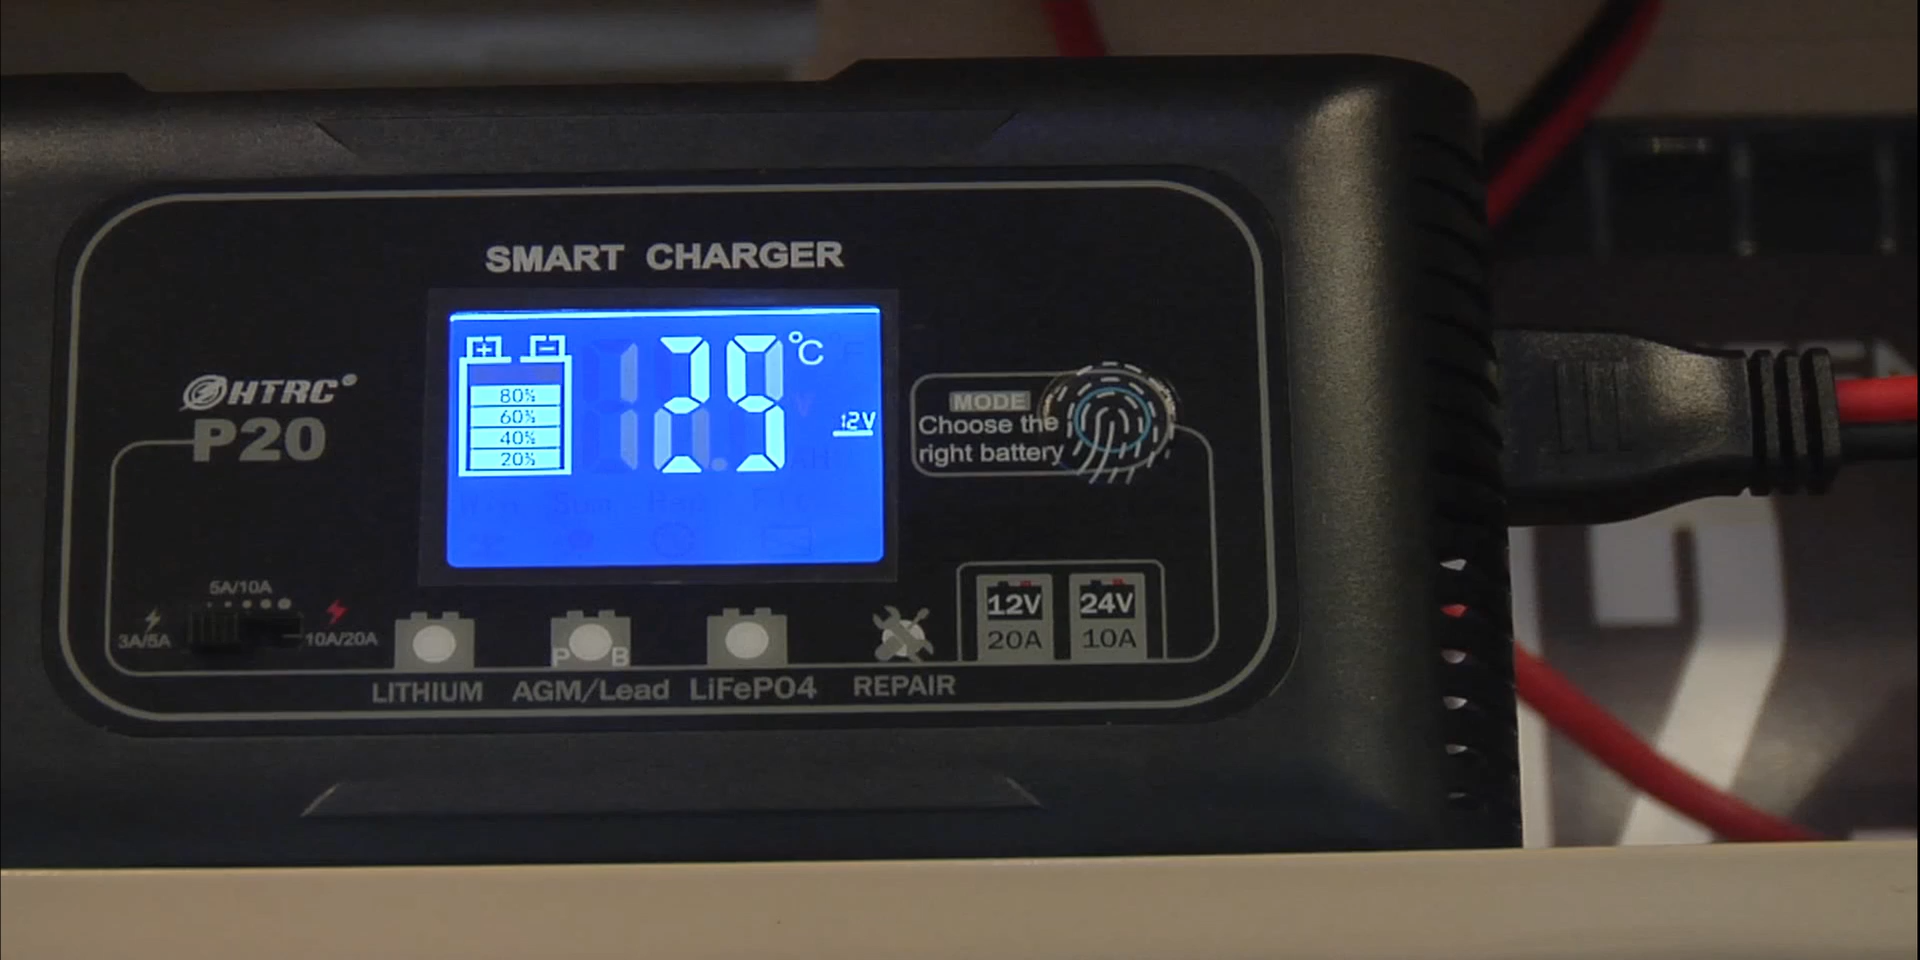 SMART CHARGER
HTRC®
P20
80%
60%
40%
20%
25 °C
12V
MODE
Choose the
right battery
5A/10A
3A/5A
10A/20A
12V
20A
24V
10A
P B
LITHIUM
AGM/Lead
LiFePO4
REPAIR